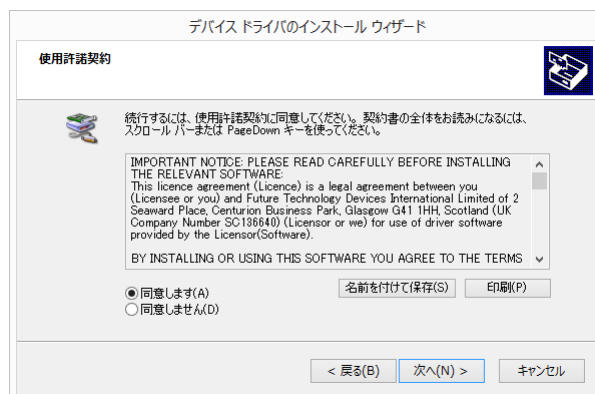 デバイス ドライバのインストール ウィザード
使用許諾契約
続行するには、使用許諾契約に同意してください。契約書の全体をお読みになるには、
スクロール バーまたは PageDown キーを使ってください。
IMPORTANT NOTICE: PLEASE READ CAREFULLY BEFORE INSTALLING
THE RELEVANT SOFTWARE:
This licence agreement (Licence) is a legal agreement between you
(Licensee or you) and Future Technology Devices International Limited of 2
Seaward Place, Centurion Business Park, Glasgow G41 1HH, Scotland (UK
Company Number SC136640) (Licensor or we) for use of driver software
provided by the Licensor(Software).
BY INSTALLING OR USING THIS SOFTWARE YOU AGREE TO THE TERMS
同意します(A)
名前を付けて保存(S)
印刷(P)
同意しません(D)
< 戻る(B)
次へ(N) >
キャンセル